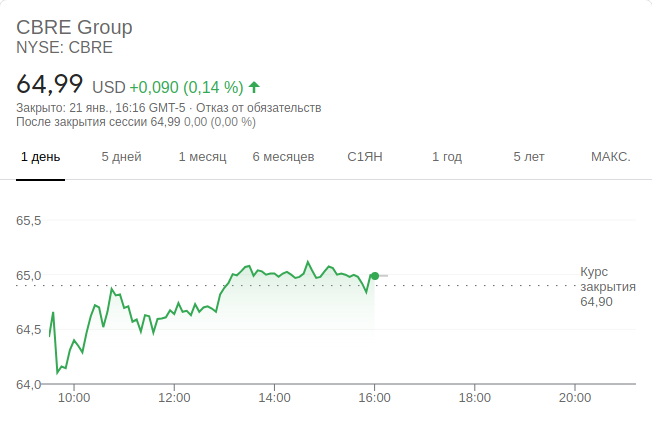 CBRE Group
NYSE: CBRE
64,99 USD +0,090 (0,14 %)
Закрыто: 21 янв., 16:16 GMT-5 · Отказ от обязательств
После закрытия сессии 64,99 0,00 (0,00 %)
1 день 5 дней 1 месяц 6 месяцев С1ЯН 1 год 5 лет МАКС.
65,5
65,0
Курс
закрытия
64,90
64,5
64,0
10:00 12:00 14:00 16:00 18:00 20:00